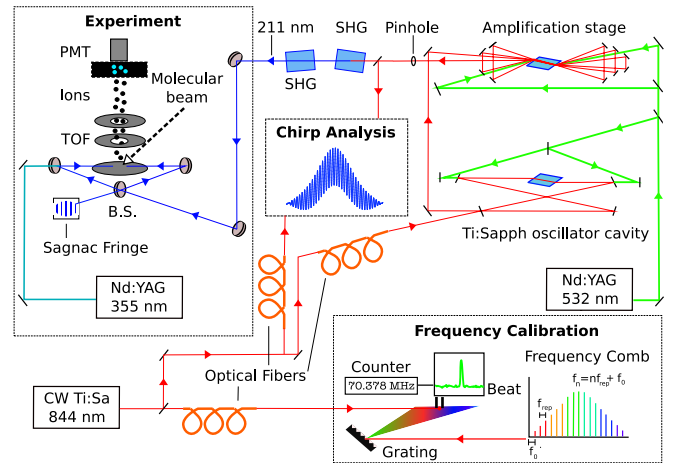 Experiment
PMT
Ions
TOF
Molecular
beam
B.S.
Sagnac Fringe
Nd:YAG
355 nm
211 nm
SHG
SHG
Pinhole
Amplification stage
Chirp Analysis
Ti:Sapph oscillator cavity
Nd:YAG
532 nm
Optical Fibers
CW Ti:Sa
844 nm
Frequency Calibration
Counter
70.378 MHz
Beat
Grating
Frequency Comb
fn=nfrep+ f0
frep
f0